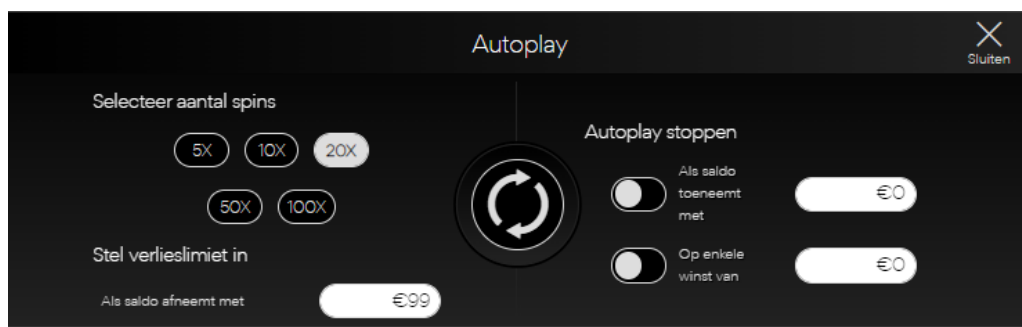 Autoplay
Sluiten
Selecteer aantal spins
5X 10X 20X
50X 100X
Stel verlieslimiet in
Als saldo afneemt met €99
Autoplay stoppen
Als saldo
toeneemt
met
€0
Op enkele
winst van
€0